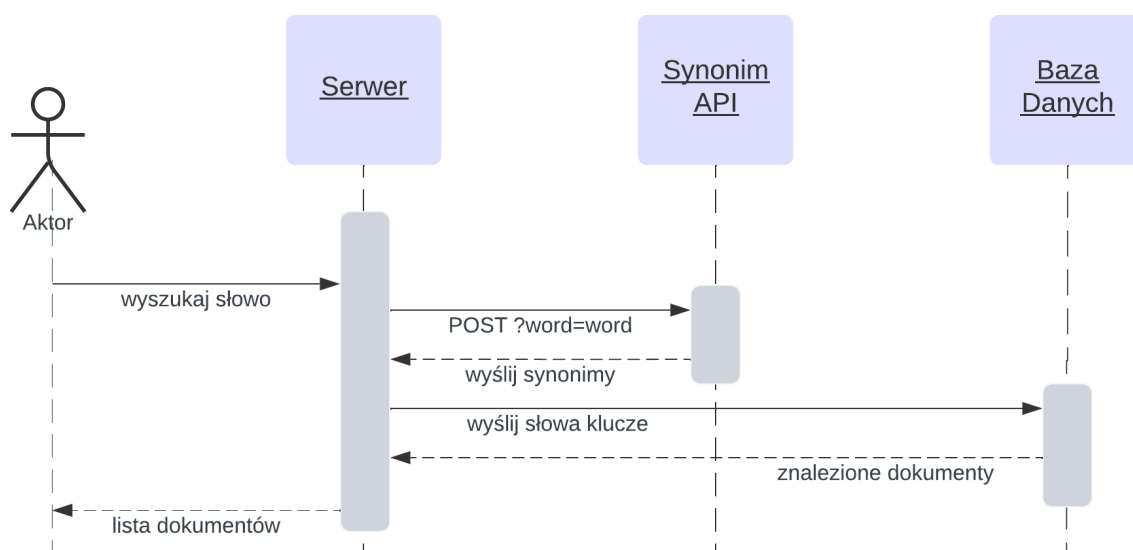 Serwer
Synonim
API
Baza
Danych
Aktor
wyszukaj słowo
POST ?word=word
wyślij synonimy
wyślij słowa klucze
znalezione dokumenty
lista dokumentów